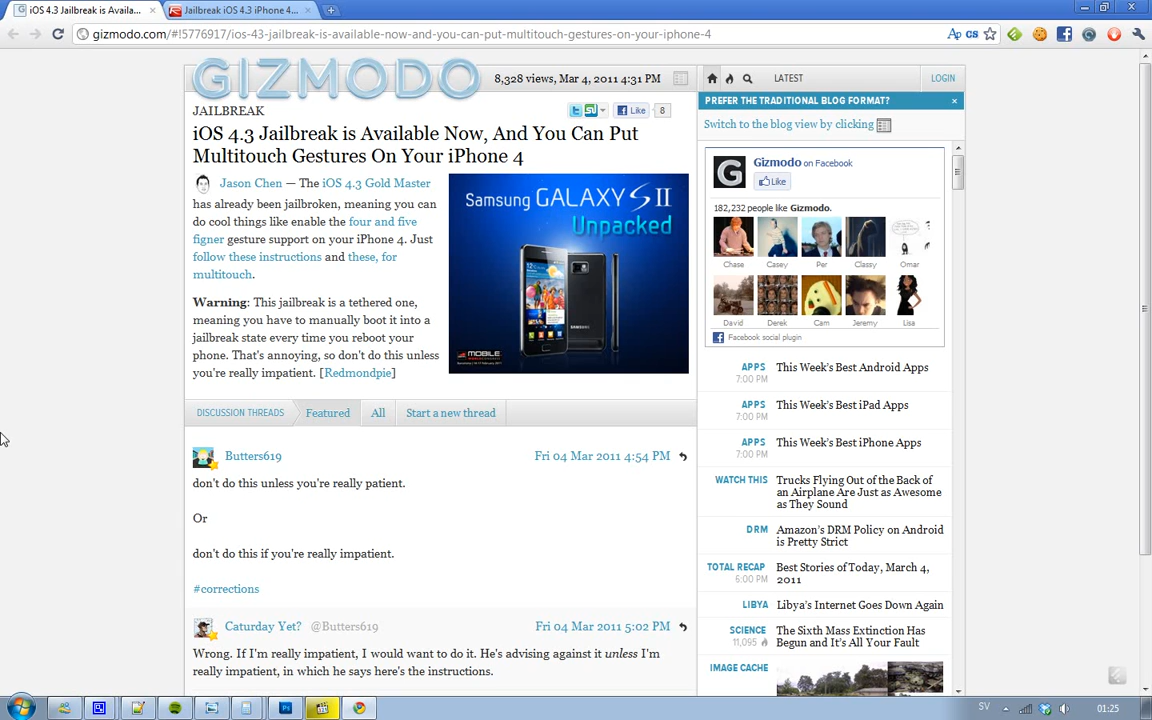 iOS 4.3 Jailbreak is Availa...
Jailbreak iOS 4.3 iPhone 4...
gizmodo.com/#!5776917/ios-43-jailbreak-is-available-now-and-you-can-put-multitouch-gestures-on-your-iphone-4
GIZMODO
8,328 views, Mar 4, 2011 4:31 PM
LATEST
LOGIN
JAILBREAK
Like
8
iOS 4.3 Jailbreak is Available Now, And You Can Put
Multitouch Gestures On Your iPhone 4
Jason Chen — The iOS 4.3 Gold Master
has already been jailbroken, meaning you can
do cool things like enable the four and five
figner gesture support on your iPhone 4. Just
follow these instructions and these, for
multitouch.
Warning: This jailbreak is a tethered one,
meaning you have to manually boot it into a
jailbreak state every time you reboot your
phone. That's annoying, so don't do this unless
you're really impatient. [Redmondpie]
Samsung GALAXY S II
Unpacked
SAMSUNG
MOBILE
DISCUSSION THREADS
Featured
All
Start a new thread
Butters619
Fri 04 Mar 2011 4:54 PM
don't do this unless you're really patient.
Or
don't do this if you're really impatient.
#corrections
Caturday Yet? @Butters619
Fri 04 Mar 2011 5:02 PM
Wrong. If I'm really impatient, I would want to do it. He's advising against it unless I'm
really impatient, in which he says here's the instructions.
PREFER THE TRADITIONAL BLOG FORMAT?
Switch to the blog view by clicking
Gizmodo on Facebook
Like
182,232 people like Gizmodo.
Chase Casey Per Classy Omar
David Derek Cam Jeremy Lisa
Facebook social plugin
APPS This Week's Best Android Apps
7:00 PM
APPS This Week's Best iPad Apps
7:00 PM
APPS This Week's Best iPhone Apps
7:00 PM
WATCH THIS Trucks Flying Out of the Back of
an Airplane Are Just as Awesome
as They Sound
DRM Amazon's DRM Policy on Android
is Pretty Strict
TOTAL RECAP Best Stories of Today, March 4,
6:00 PM 2011
LIBYA Libya's Internet Goes Down Again
SCIENCE The Sixth Mass Extinction Has
11,095 Begun and It's All Your Fault
IMAGE CACHE
SV
01:25